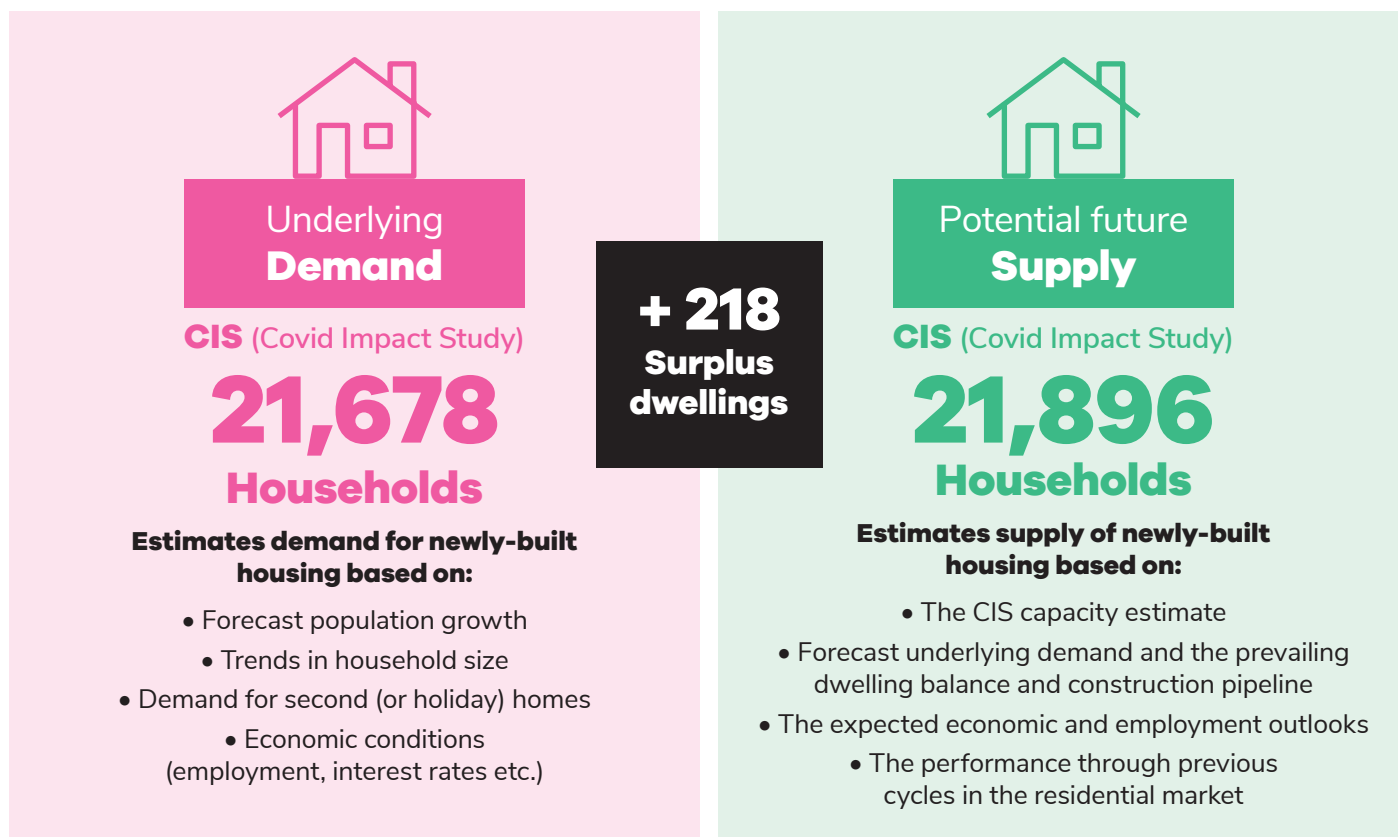 Underlying
Demand
CIS (Covid Impact Study)
21,678
Households
Estimates demand for newly-built
housing based on:
• Forecast population growth
• Trends in household size
• Demand for second (or holiday) homes
• Economic conditions
(employment, interest rates etc.)
+ 218
Surplus
dwellings
Potential future
Supply
CIS (Covid Impact Study)
21,896
Households
Estimates supply of newly-built
housing based on:
• The CIS capacity estimate
• Forecast underlying demand and the prevailing
dwelling balance and construction pipeline
• The expected economic and employment outlooks
• The performance through previous
cycles in the residential market